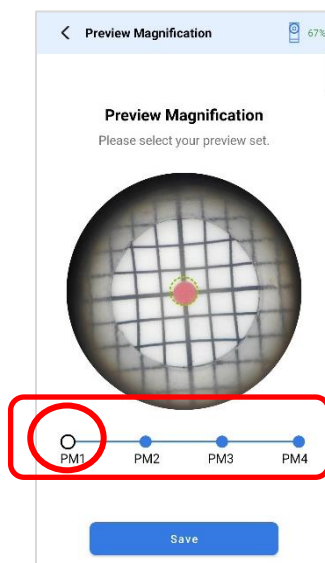 Preview Magnification 67%
Preview Magnification
Please select your preview set.
PM1 PM2 PM3 PM4
Save